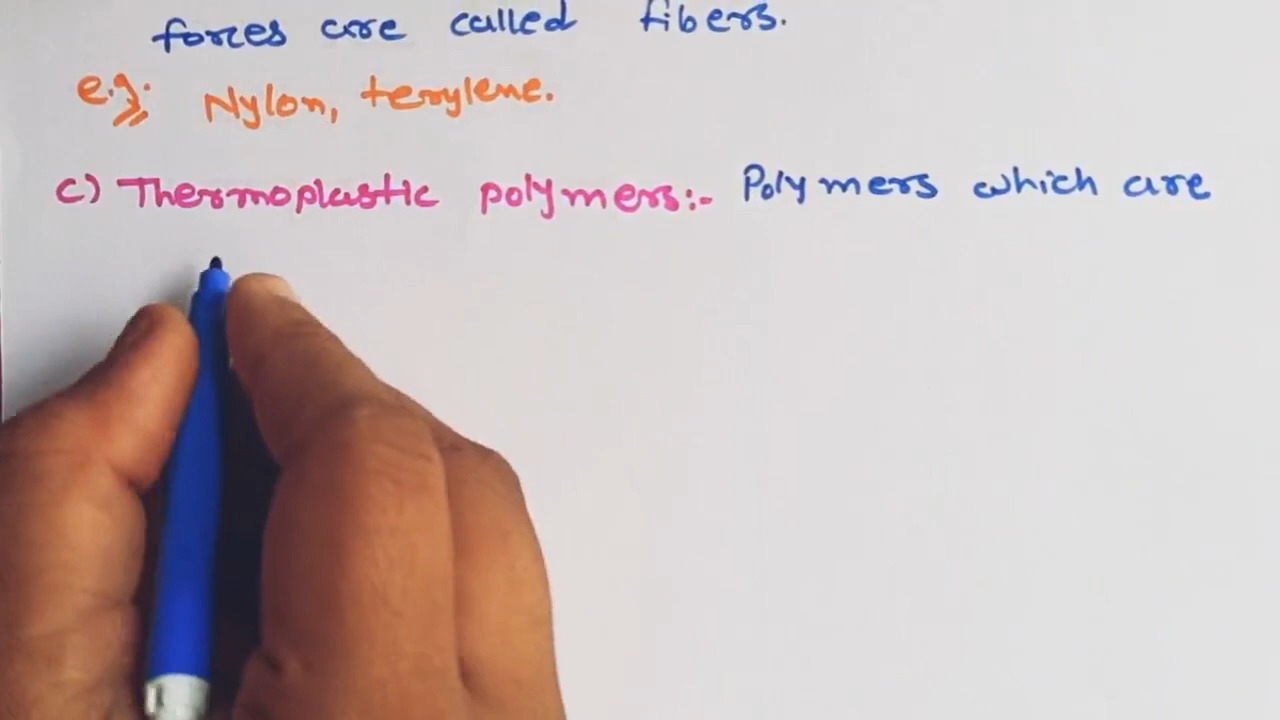 forces are called fibers.
e.g. Nylon, terylene.
c) Thermoplastic polymers:- Polymers which are